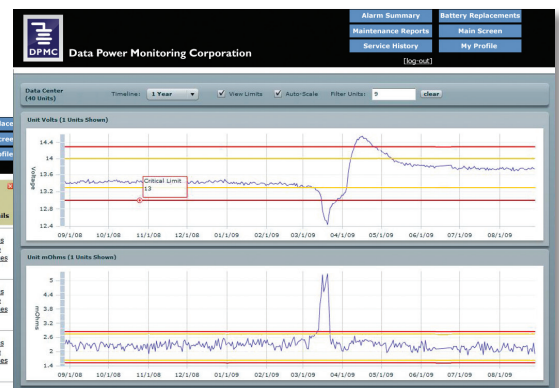 Alarm Summary
Battery Replacements
Maintenance Reports
Main Screen
Service History
My Profile
[log-out]
DPMC
Data Power Monitoring Corporation
Data Center
(40 Units)
Timeline: 1 Year
View Limits
Auto-Scale
Filter Units: 9
clear
Unit Volts (1 Units Shown)
Voltage
14.4
14
13.6
13.2
12.8
12.4
Critical Limit
13
09/1/08 10/1/08 11/1/08 12/1/08 01/1/09 02/1/09 03/1/09 04/1/09 05/1/09 06/1/09 07/1/09 08/1/09
Unit mOhms (1 Units Shown)
mOhms
5
4.4
3.8
3.2
2.6
2
1.4
09/1/08 10/1/08 11/1/08 12/1/08 01/1/09 02/1/09 03/1/09 04/1/09 05/1/09 06/1/09 07/1/09 08/1/09